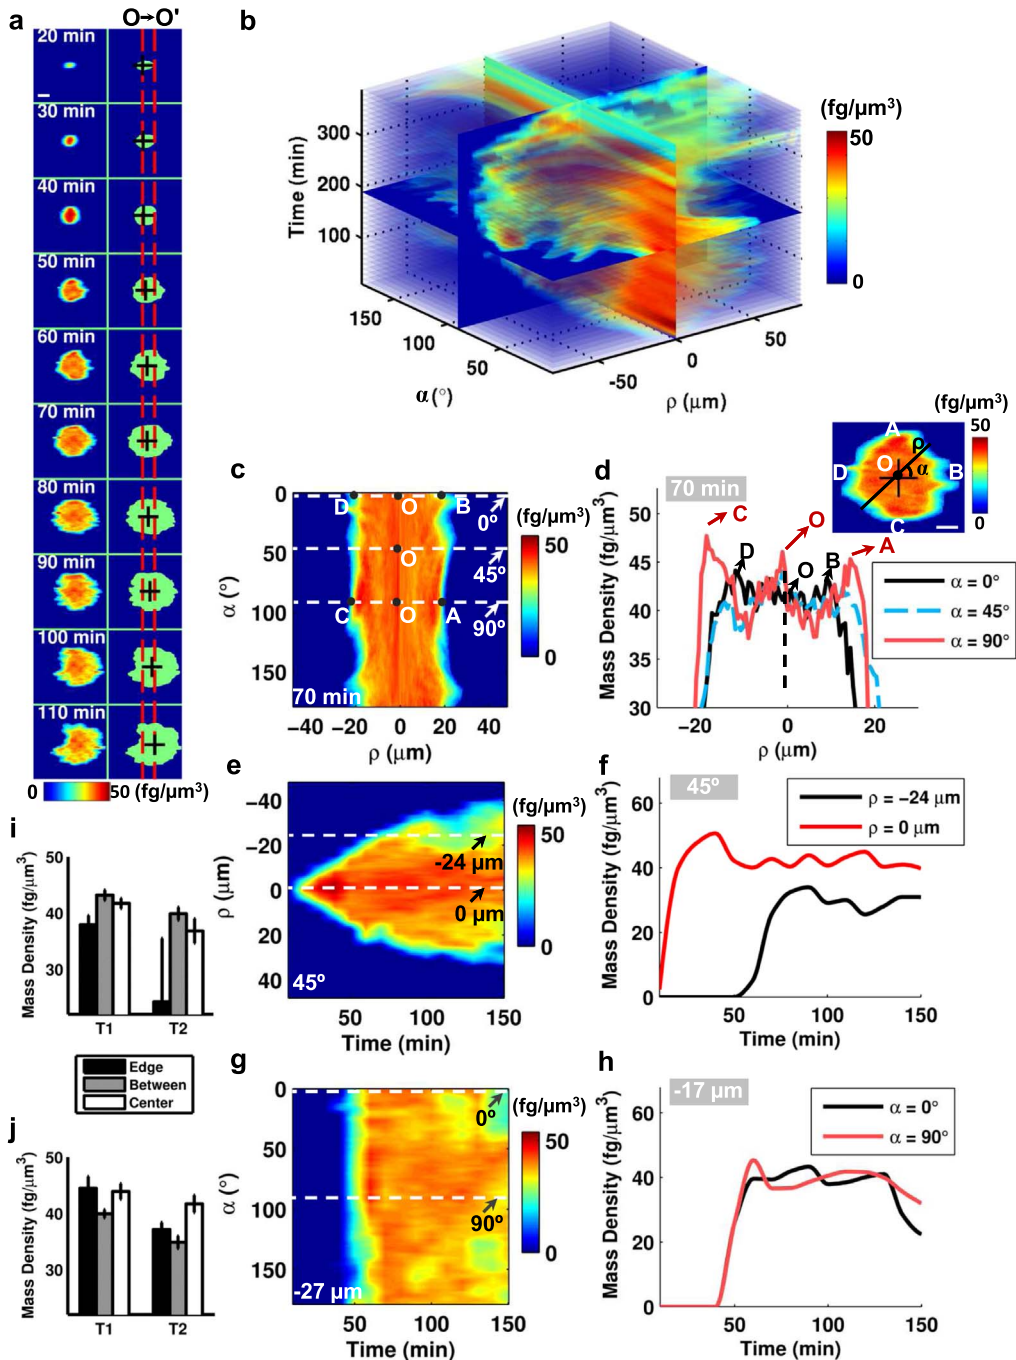 a
O→O'
20 min
30 min
40 min
50 min
60 min
70 min
80 min
90 min
100 min
110 min
0
50 (fg/μm³)
b
Time (min)
300
200
100
150
100
50
α (°)
-50
0
50
ρ (μm)
(fg/μm³)
50
0
c
α (°)
0
50
100
150
D
O
B
0º
O
45º
C
O
A
90º
70 min
−40
−20
0
20
40
ρ (μm)
(fg/μm³)
50
0
d
70 min
Mass Density (fg/μm³)
50
45
40
35
30
C
D
O
O
B
A
−20
0
20
ρ (μm)
A
ρ
D
O
α
B
C
(fg/μm³)
50
0
α = 0°
α = 45°
α = 90°
e
ρ (μm)
−40
−20
0
20
40
-24 μm
0 μm
45º
50
100
150
Time (min)
(fg/μm³)
50
0
f
45º
Mass Density (fg/μm³)
60
40
20
0
ρ = −24 μm
ρ = 0 μm
50
100
150
Time (min)
g
α (°)
0
50
100
150
0º
90º
-27 μm
50
100
150
Time (min)
(fg/μm³)
50
0
h
-17 μm
Mass Density (fg/μm³)
60
40
20
0
α = 0°
α = 90°
50
100
150
Time (min)
i
Mass Density (fg/μm³)
50
40
30
T1
T2
Edge
Between
Center
j
Mass Density (fg/μm³)
50
40
30
T1
T2